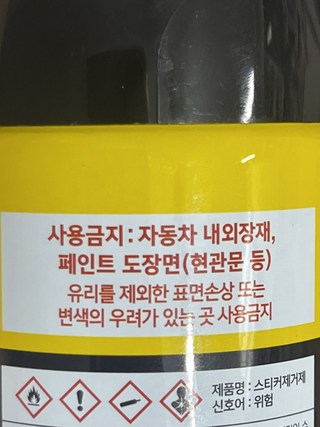 사용금지 : 자동차 내외장재,
페인트 도장면(현관문 등)
유리를 제외한 표면손상 또는
변색의 우려가 있는 곳 사용금지
제품명 : 스티커제거제
신호어 : 위험